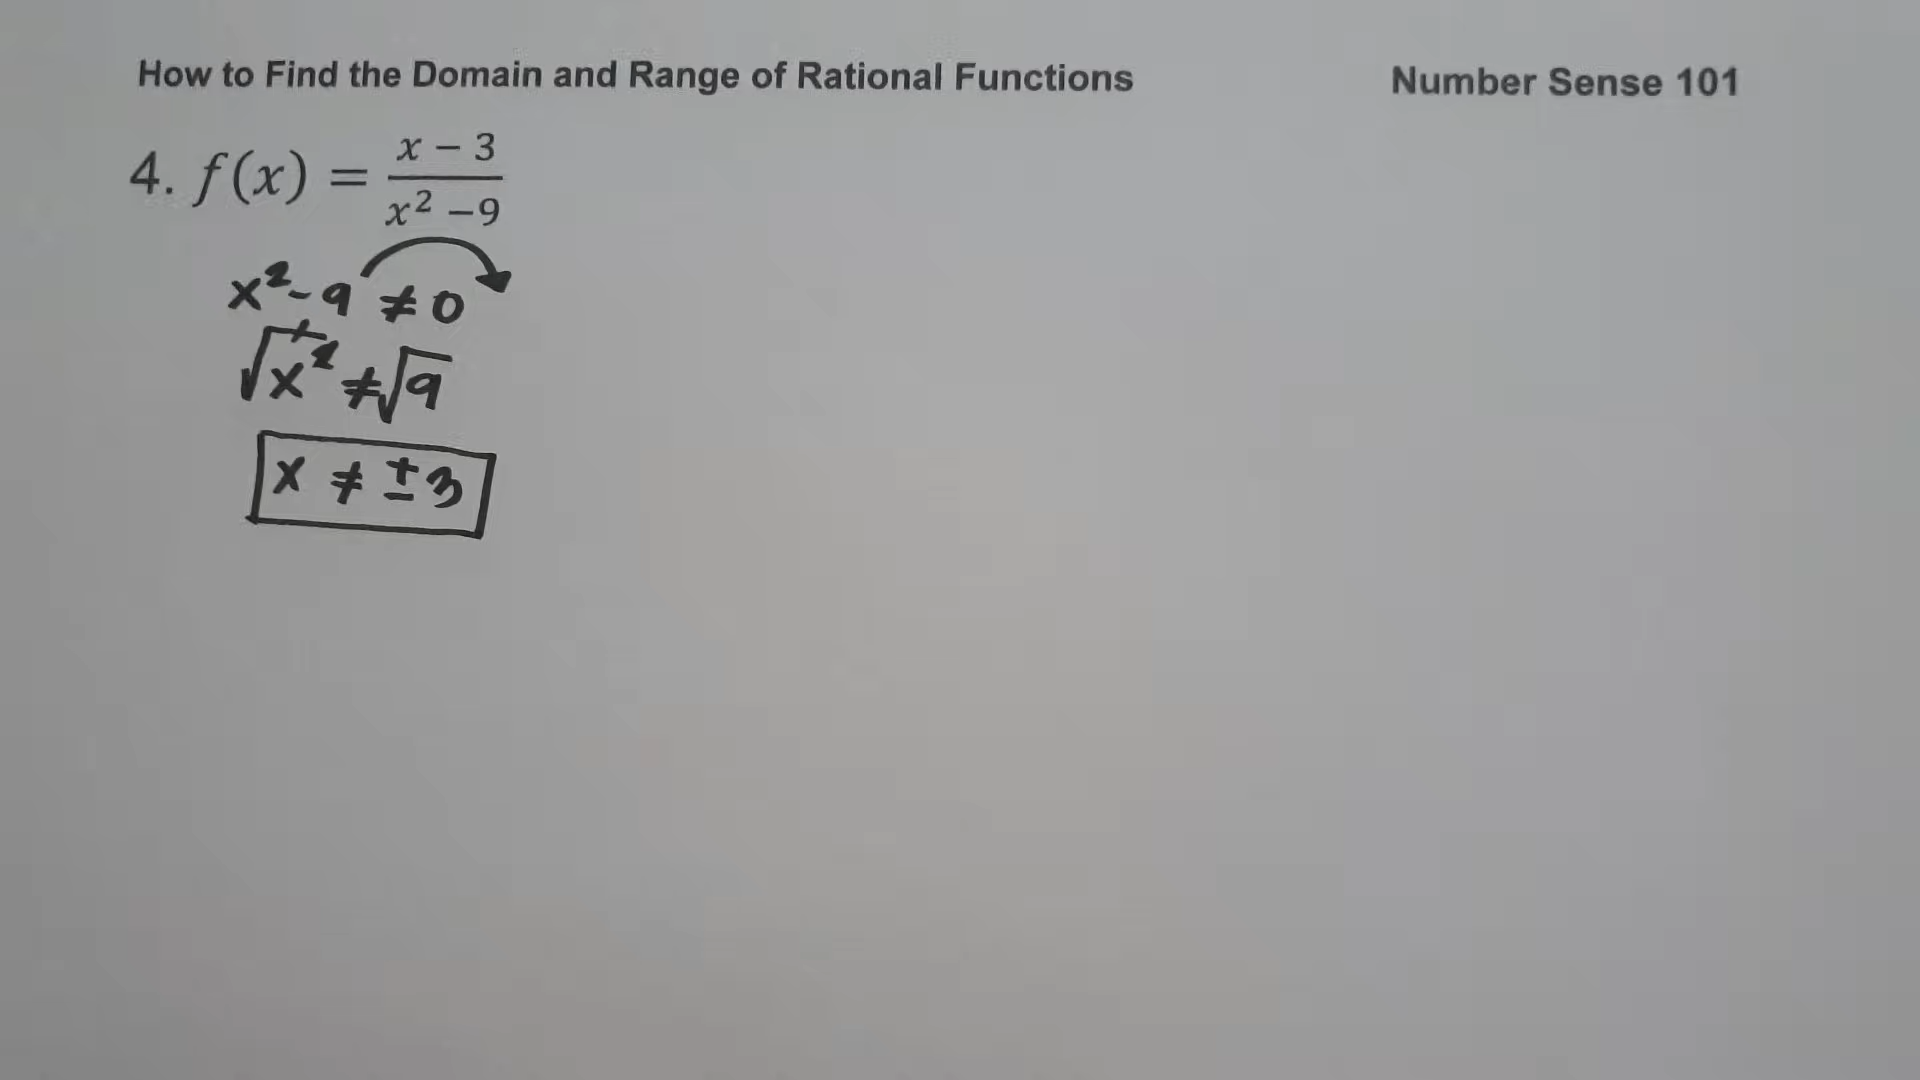 How to Find the Domain and Range of Rational Functions
Number Sense 101
4. f(x) = x − 3 / x² −9
x² - 9 ≠ 0
√x² ≠ √9
x ≠ ±3